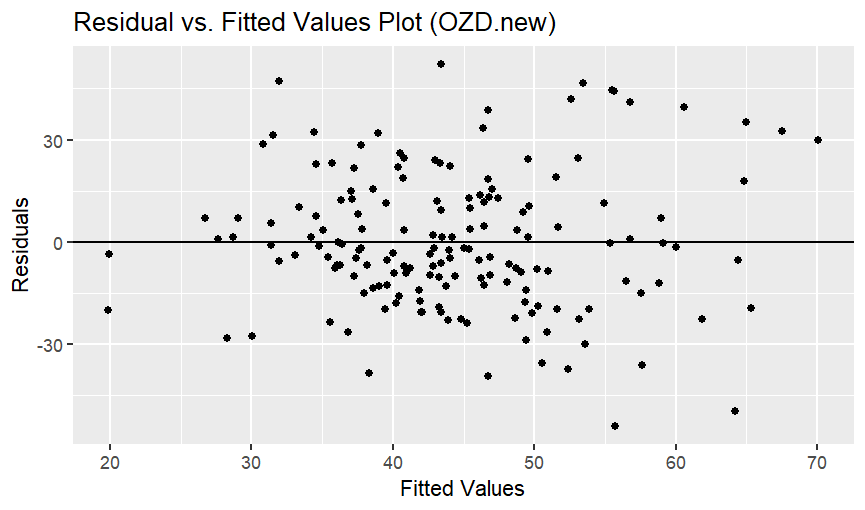 Residual vs. Fitted Values Plot (OZD.new)
Residuals
30
0
-30
20 30 40 50 60 70
Fitted Values